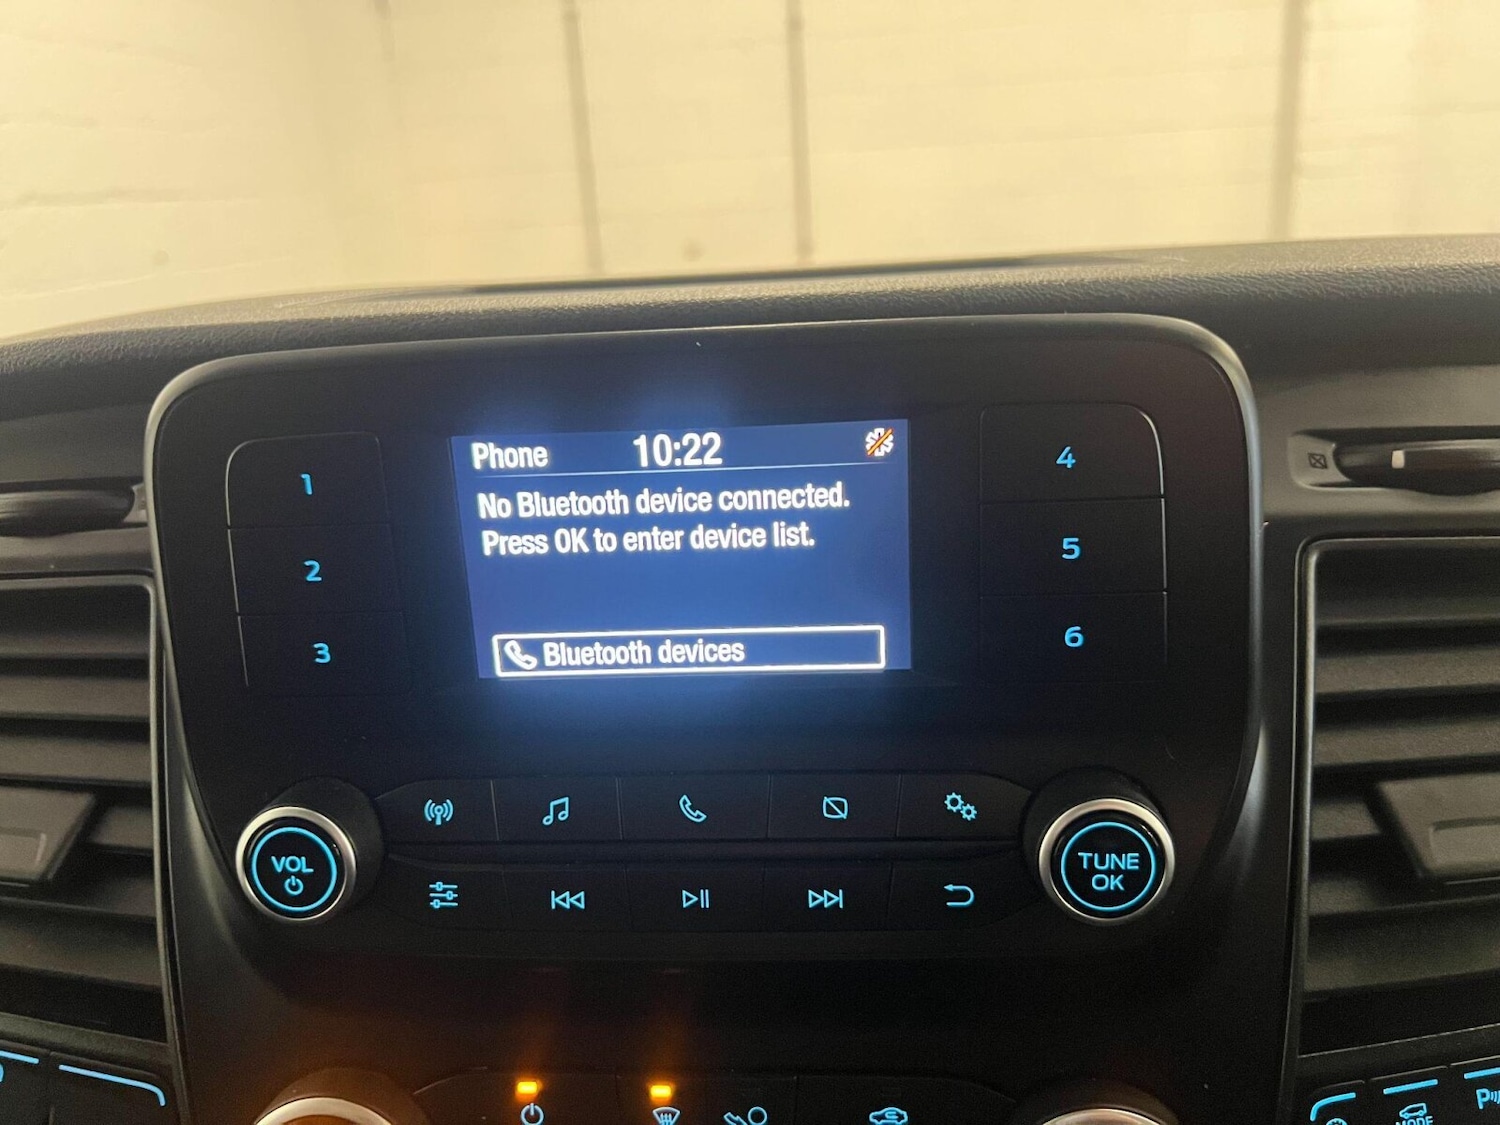 Phone 10:22
No Bluetooth device connected.
Press OK to enter device list.
Bluetooth devices
1
2
3
4
5
6
VOL
TUNE
OK
MODE
P